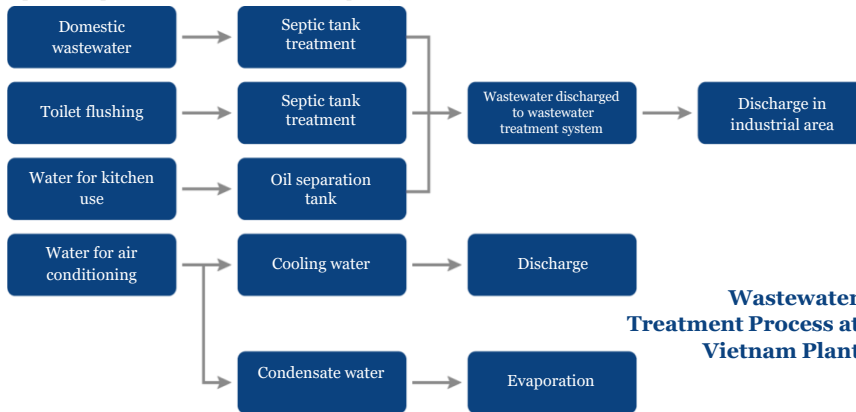 Domestic
wastewater
Septic tank
treatment
Toilet flushing
Septic tank
treatment
Wastewater discharged
to wastewater
treatment system
Discharge in
industrial area
Water for kitchen
use
Oil separation
tank
Water for air
conditioning
Cooling water
Discharge
Condensate water
Evaporation
Wastewater
Treatment Process at
Vietnam Plant